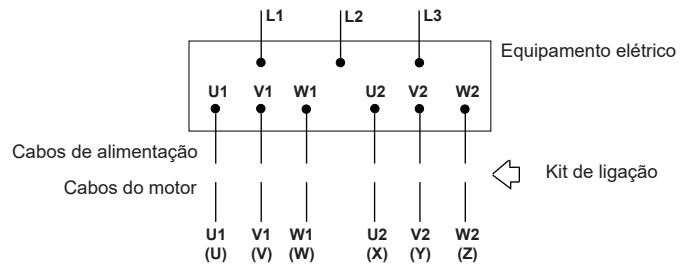 L1 L2 L3
Equipamento elétrico
U1 V1 W1 U2 V2 W2
Cabos de alimentação
Kit de ligação
Cabos do motor
U1 V1 W1 U2 V2 W2
(U) (V) (W) (X) (Y) (Z)